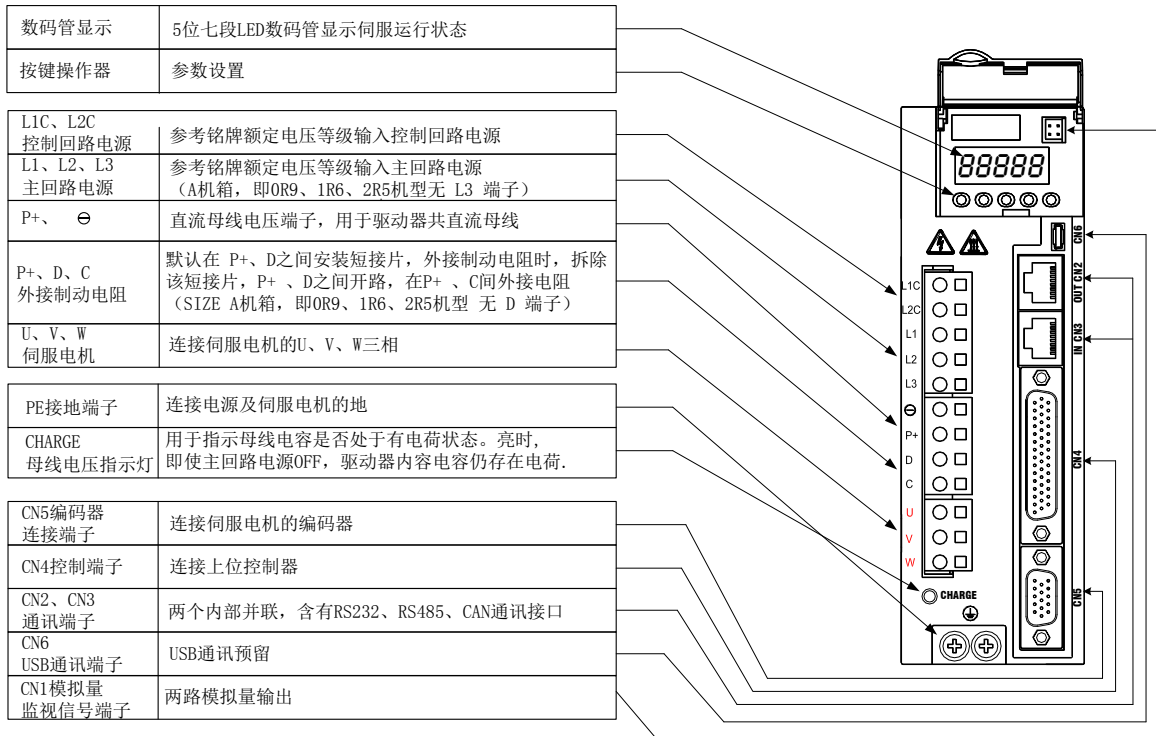 数码管显示
5位七段LED数码管显示伺服运行状态
按键操作器
参数设置
L1C、L2C
控制回路电源
参考铭牌额定电压等级输入控制回路电源
L1、L2、L3
主回路电源
参考铭牌额定电压等级输入主回路电源
（A机箱，即0R9、1R6、2R5机型无 L3 端子）
P+、 ⊖
直流母线电压端子，用于驱动器共直流母线
P+、D、C
外接制动电阻
默认在 P+、D之间安装短接片，外接制动电阻时，拆除
该短接片，P+ 、D之间开路，在P+ 、C间外接电阻
（SIZE A机箱，即0R9、1R6、2R5机型 无 D 端子）
U、V、W
伺服电机
连接伺服电机的U、V、W三相
PE接地端子
连接电源及伺服电机的地
CHARGE
母线电压指示灯
用于指示母线电容是否处于有电荷状态。亮时,
即使主回路电源OFF，驱动器内容电容仍存在电荷.
CN5编码器
连接端子
连接伺服电机的编码器
CN4控制端子
连接上位控制器
CN2、CN3
通讯端子
两个内部并联，含有RS232、RS485、CAN通讯接口
CN6
USB通讯端子
USB通讯预留
CN1模拟量
监视信号端子
两路模拟量输出
88888
L1C
L2C
L1
L2
L3
⊖
P+
D
C
U
V
W
CHARGE
CN6
OUT CN2
IN CN3
CN4
CN5